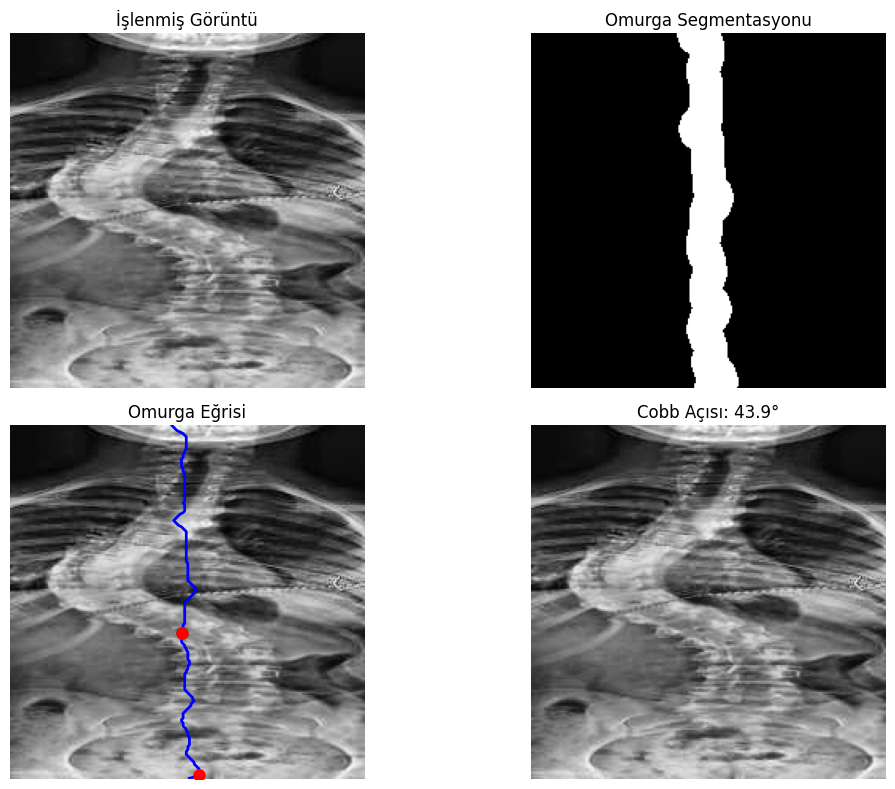 İşlenmiş Görüntü
Omurga Segmentasyonu
Omurga Eğrisi
Cobb Açısı: 43.9°